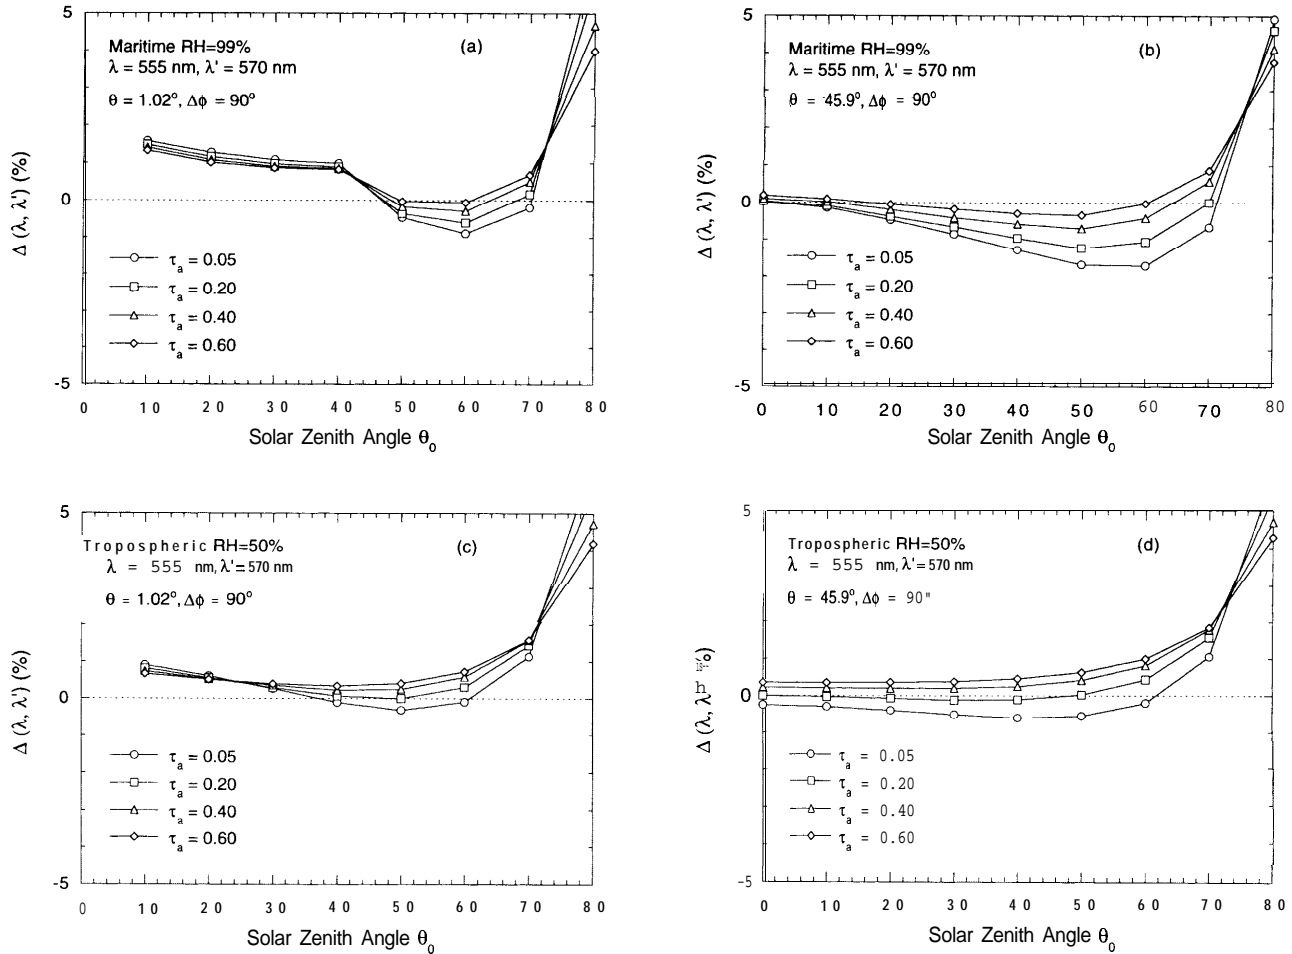 5
0
-5
Δ (λ, λ') (%)
Maritime RH=99%
(a)
λ = 555 nm, λ' = 570 nm
θ = 1.02º, Δϕ = 90º
τa = 0.05
τa = 0.20
τa = 0.40
τa = 0.60
0 10 20 30 40 50 60 70 80
Solar Zenith Angle θ0
5
0
-5
Δ (λ, λ') (%)
Maritime RH=99%
(b)
λ = 555 nm, λ' = 570 nm
θ = 45.9º, Δϕ = 90º
τa = 0.05
τa = 0.20
τa = 0.40
τa = 0.60
0 10 20 30 40 50 60 70 80
Solar Zenith Angle θ0
5
0
-5
Δ (λ, λ') (%)
Tropospheric RH=50%
(c)
λ = 555 nm, λ'=570 nm
θ = 1.02º, Δϕ = 90º
τa = 0.05
τa = 0.20
τa = 0.40
τa = 0.60
0 10 20 30 40 50 60 70 80
Solar Zenith Angle θ0
5
0
-5
Δ (λ, λ
Tropospheric RH=50%
(d)
λ = 555 nm, λ'=570 nm
θ = 45.9º, Δϕ = 90"
τa = 0.05
τa = 0.20
τa = 0.40
τa = 0.60
0 10 20 30 40 50 60 70 80
Solar Zenith Angle θ0